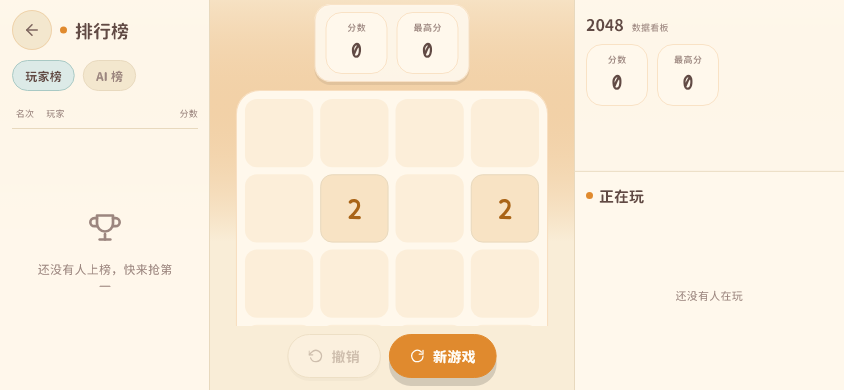 排行榜
玩家榜 AI 榜
名次 玩家 分数
还没有人上榜，快来抢第
一
分数 最高分
0 0
2 2
撤销 新游戏
2048 数据看板
分数 最高分
0 0
正在玩
还没有人在玩